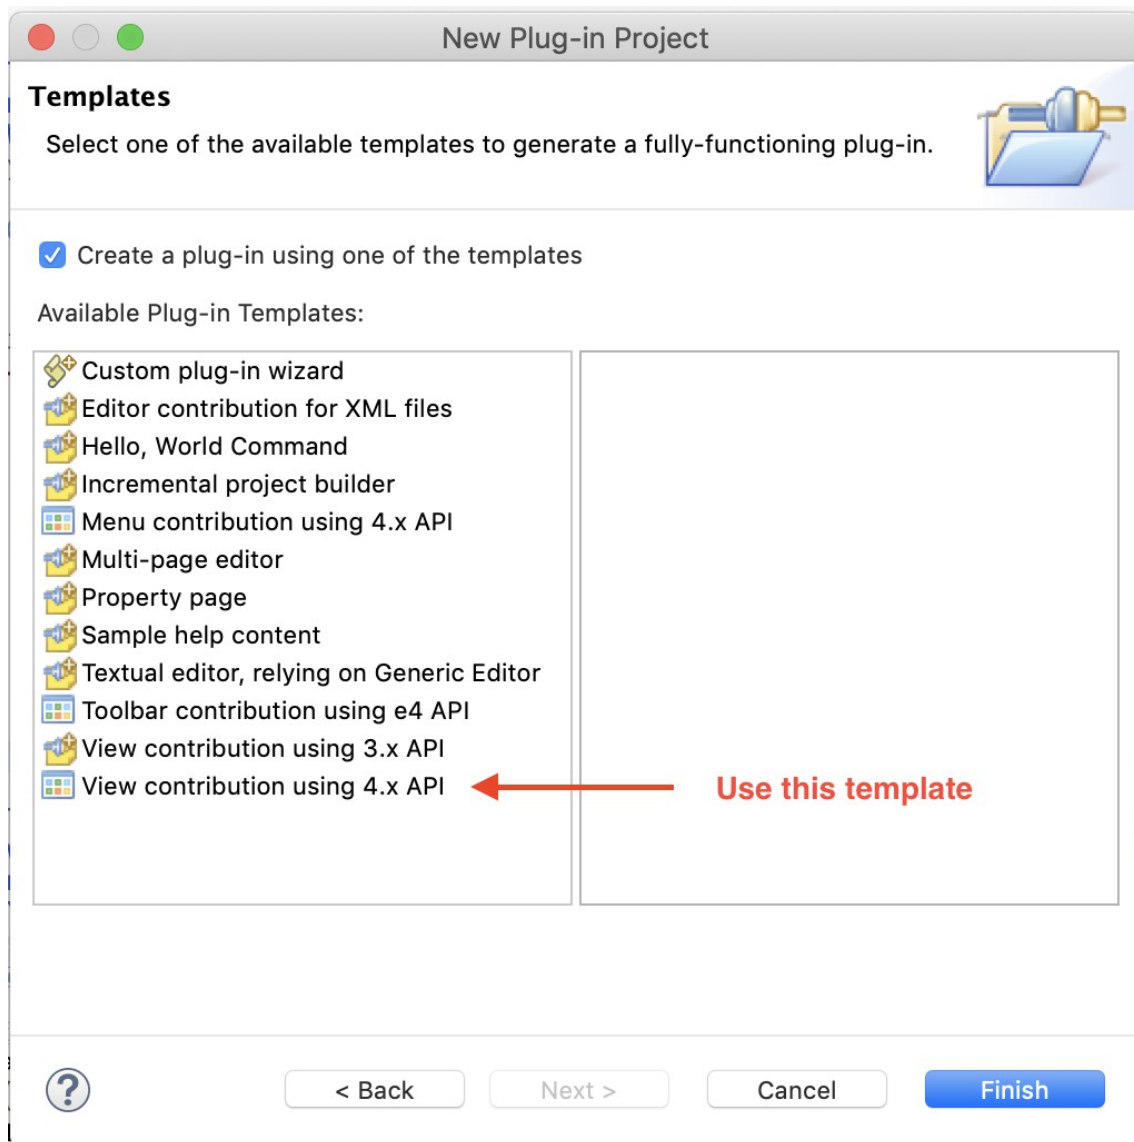 New Plug-in Project
Templates
Select one of the available templates to generate a fully-functioning plug-in.
Create a plug-in using one of the templates
Available Plug-in Templates:
Custom plug-in wizard
Editor contribution for XML files
Hello, World Command
Incremental project builder
Menu contribution using 4.x API
Multi-page editor
Property page
Sample help content
Textual editor, relying on Generic Editor
Toolbar contribution using e4 API
View contribution using 3.x API
View contribution using 4.x API
Use this template
?
< Back
Next >
Cancel
Finish